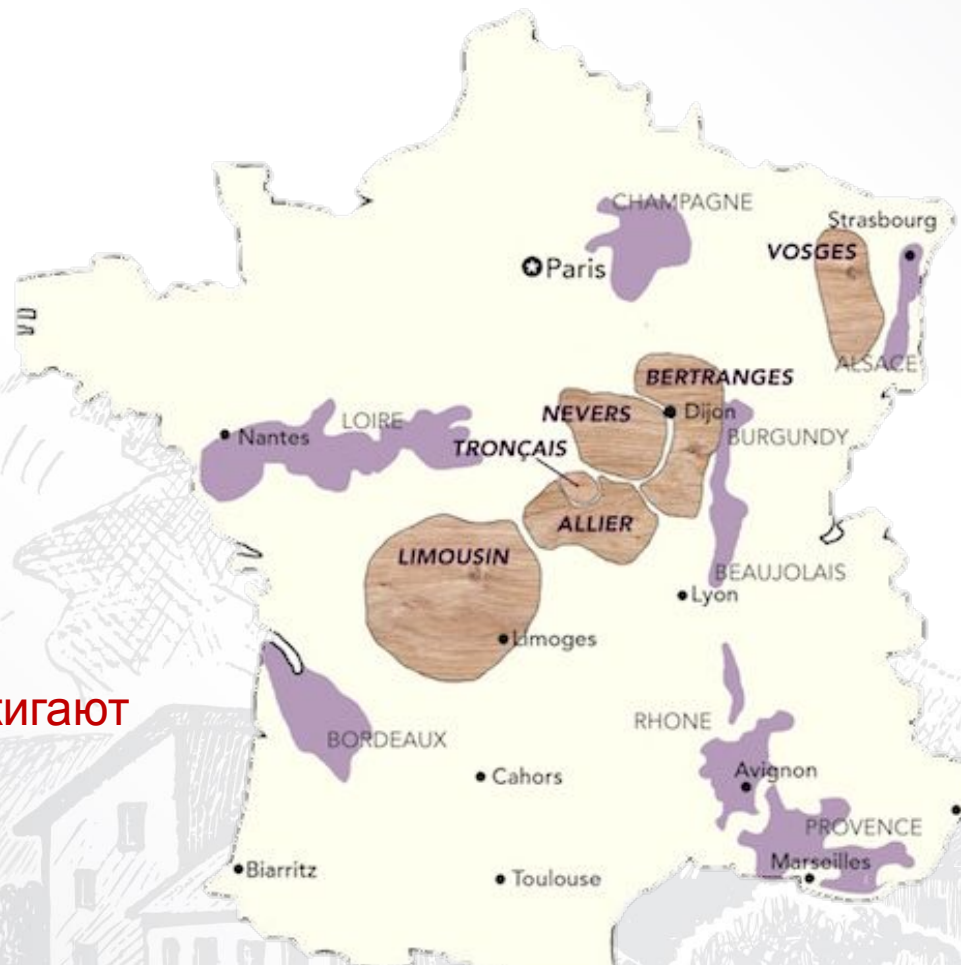 CHAMPAGNE
Strasbourg
VOSGES
Paris
ALSACE
BERTRANGES
NEVERS
Dijon
LOIRE
Nantes
BURGUNDY
TRONÇAIS
ALLIER
LIMOUSIN
BEAUJOLAIS
Lyon
Limoges
жигают
RHONE
BORDEAUX
Avignon
Cahors
PROVENCE
Marseilles
Biarritz
Toulouse